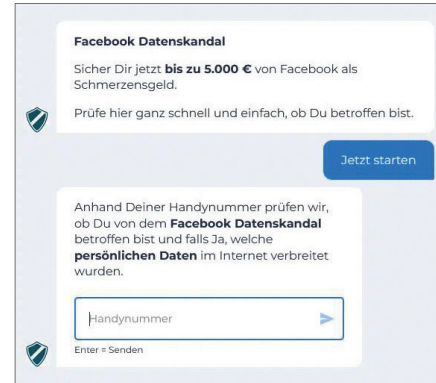 Facebook Datenskandal
Sicher Dir jetzt bis zu 5.000 € von Facebook als
Schmerzensgeld.
Prüfe hier ganz schnell und einfach, ob Du betroffen bist.
Jetzt starten
Anhand Deiner Handynummer prüfen wir,
ob Du von dem Facebook Datenskandal
betroffen bist und falls Ja, welche
persönlichen Daten im Internet verbreitet
wurden.
Handynummer
Enter = Senden